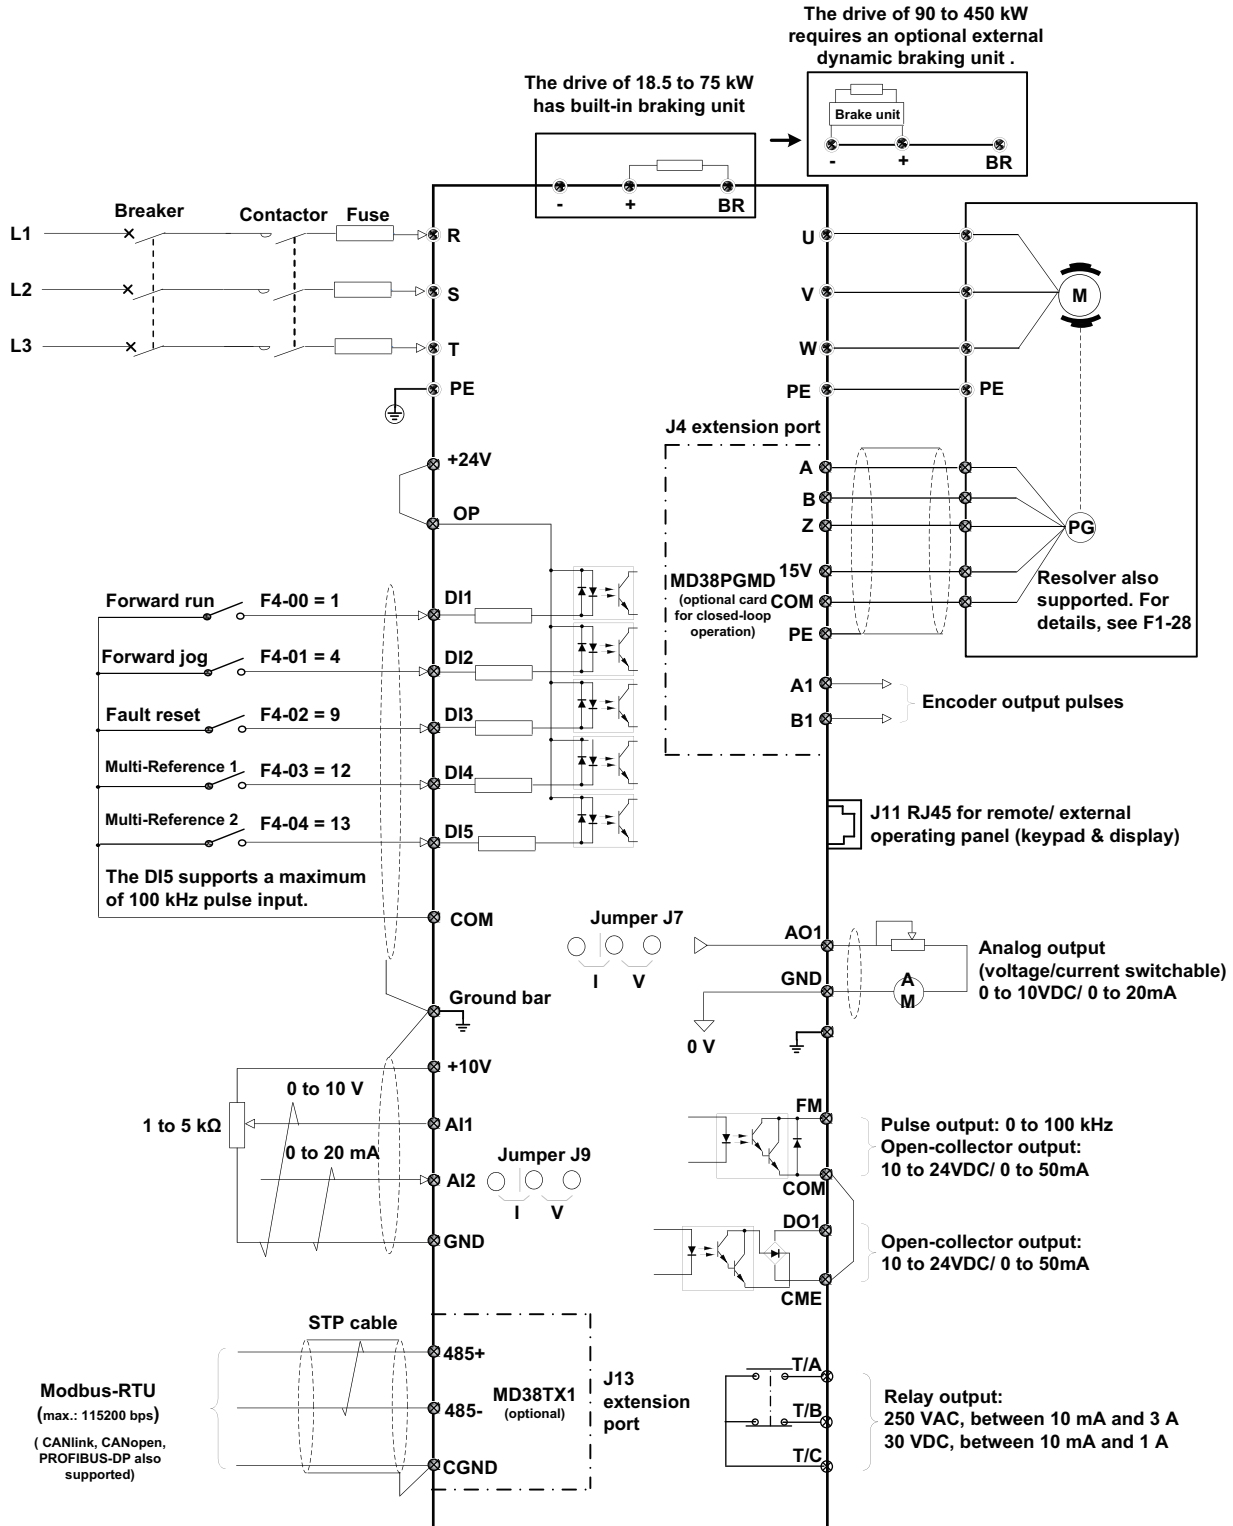 The drive of 90 to 450 kW
requires an optional external
dynamic braking unit .
The drive of 18.5 to 75 kW
has built-in braking unit
Brake unit
- + BR
- + BR
Breaker
Contactor
Fuse
L1
R
L2
S
L3
T
PE
U
V
W
PE
PE
M
J4 extension port
+24V
OP
A
B
Z
15V
COM
PE
A1
B1
PG
MD38PGMD
(optional card
for closed-loop
operation)
Resolver also
supported. For
details, see F1-28
Encoder output pulses
Forward run
F4-00 = 1
DI1
Forward jog
F4-01 = 4
DI2
Fault reset
F4-02 = 9
DI3
Multi-Reference 1
F4-03 = 12
DI4
Multi-Reference 2
F4-04 = 13
DI5
The DI5 supports a maximum
of 100 kHz pulse input.
COM
J11 RJ45 for remote/ external
operating panel (keypad & display)
Jumper J7
I V
AO1
GND
0 V
A
M
Analog output
(voltage/current switchable)
0 to 10VDC/ 0 to 20mA
Ground bar
+10V
0 to 10 V
1 to 5 kΩ
AI1
0 to 20 mA
AI2
Jumper J9
I V
GND
FM
COM
Pulse output: 0 to 100 kHz
Open-collector output:
10 to 24VDC/ 0 to 50mA
DO1
CME
Open-collector output:
10 to 24VDC/ 0 to 50mA
STP cable
485+
485-
CGND
MD38TX1
(optional)
J13
extension
port
Modbus-RTU
(max.: 115200 bps)
( CANlink, CANopen,
PROFIBUS-DP also
supported)
T/A
T/B
T/C
Relay output:
250 VAC, between 10 mA and 3 A
30 VDC, between 10 mA and 1 A